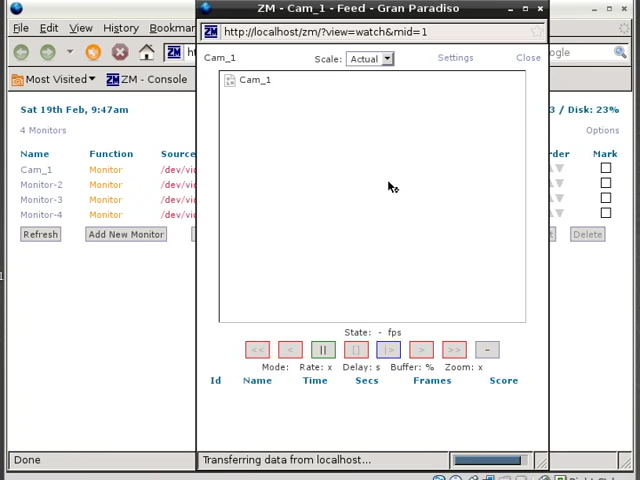 ZM - Cam_1 - Feed - Gran Paradiso
File Edit View History Bookmar
ZM http://localhost/zm/?view=watch&mid=1
Most Visited ZM ZM - Console
Cam_1 Scale: Actual Settings Close
Cam_1
Sat 19th Feb, 9:47am 3 / Disk: 23%
4 Monitors Options
Name Function Source rder Mark
Cam_1 Monitor /dev/vi
Monitor-2 Monitor /dev/vi
Monitor-3 Monitor /dev/vi
Monitor-4 Monitor /dev/vi
Refresh Add New Monitor Delete
State: - fps
<< < || [] |> > >> –
Mode: Rate: x Delay: s Buffer: % Zoom: x
Id Name Time Secs Frames Score
Done Transferring data from localhost...